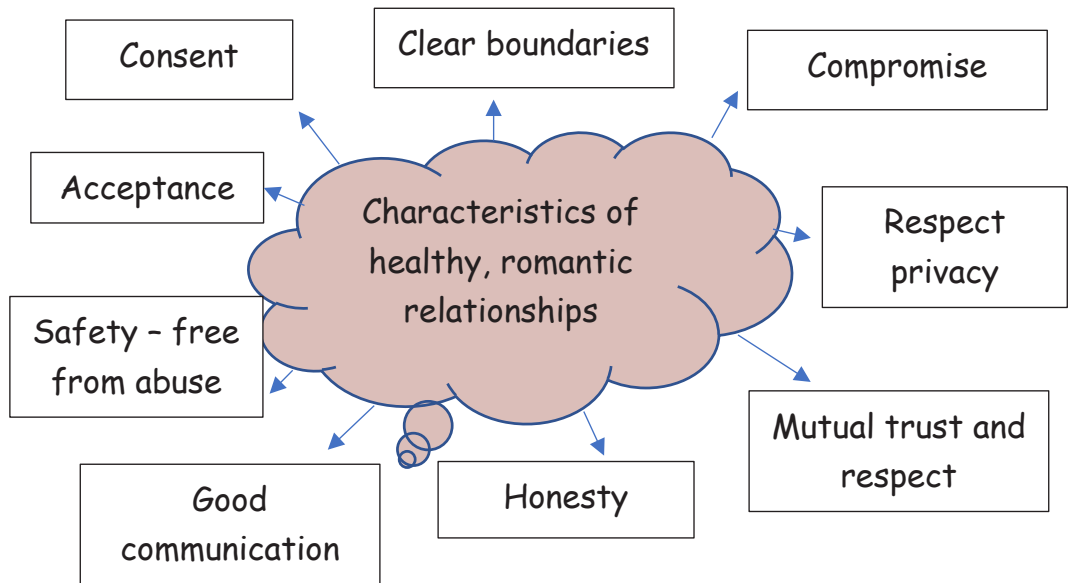 Consent
Clear boundaries
Compromise
Acceptance
Characteristics of
healthy, romantic
relationships
Respect
privacy
Safety – free
from abuse
Mutual trust and
respect
Good
communication
Honesty